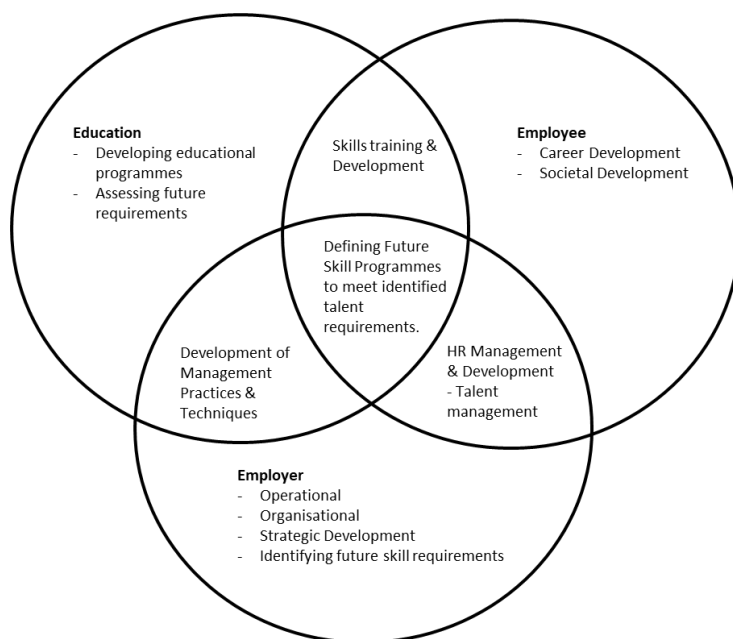 Education
- Developing educational
programmes
- Assessing future
requirements
Skills training &
Development
Employee
- Career Development
- Societal Development
Defining Future
Skill Programmes
to meet identified
talent
requirements.
Development of
Management
Practices &
Techniques
HR Management
& Development
- Talent
management
Employer
- Operational
- Organisational
- Strategic Development
- Identifying future skill requirements